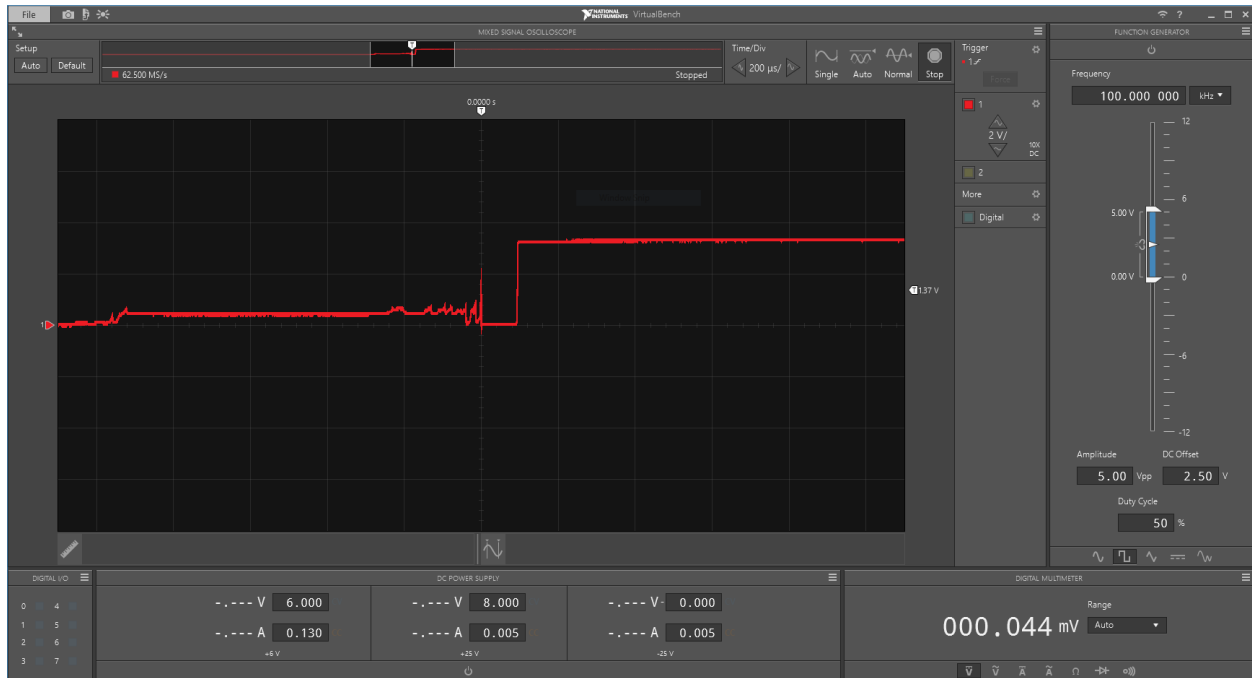 File
NATIONAL INSTRUMENTS VirtualBench
?
MIXED SIGNAL OSCILLOSCOPE
FUNCTION GENERATOR
Setup
Auto Default
T
62.500 MS/s
Stopped
Time/Div
200 µs/
Single Auto Normal Stop
Trigger
1
Force
0.0000 s
T
1
2 V/
10X
DC
2
More
Digital
1
T 1.37 V
Frequency
100.000 000 kHz
12
6
5.00 V
0.00 V
0
-6
-12
Amplitude
5.00 Vpp
DC Offset
2.50 V
Duty Cycle
50 %
DIGITAL I/O
0 4
1 5
2 6
3 7
DC POWER SUPPLY
-.--- V 6.000
-.--- A 0.130
+6 V
-.--- V 8.000
-.--- A 0.005
+25 V
-.--- V - 0.000
-.--- A 0.005
-25 V
DIGITAL MULTIMETER
000.044 mV
Range
Auto
V V A A Ω